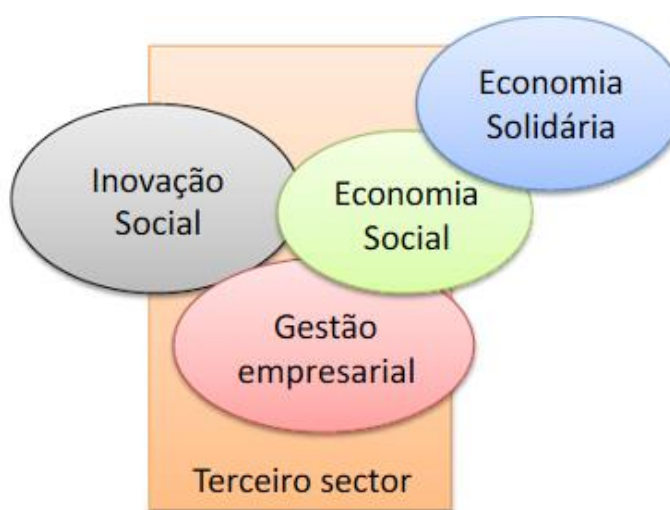 Economia
Solidária
Inovação
Social
Economia
Social
Gestão
empresarial
Terceiro sector